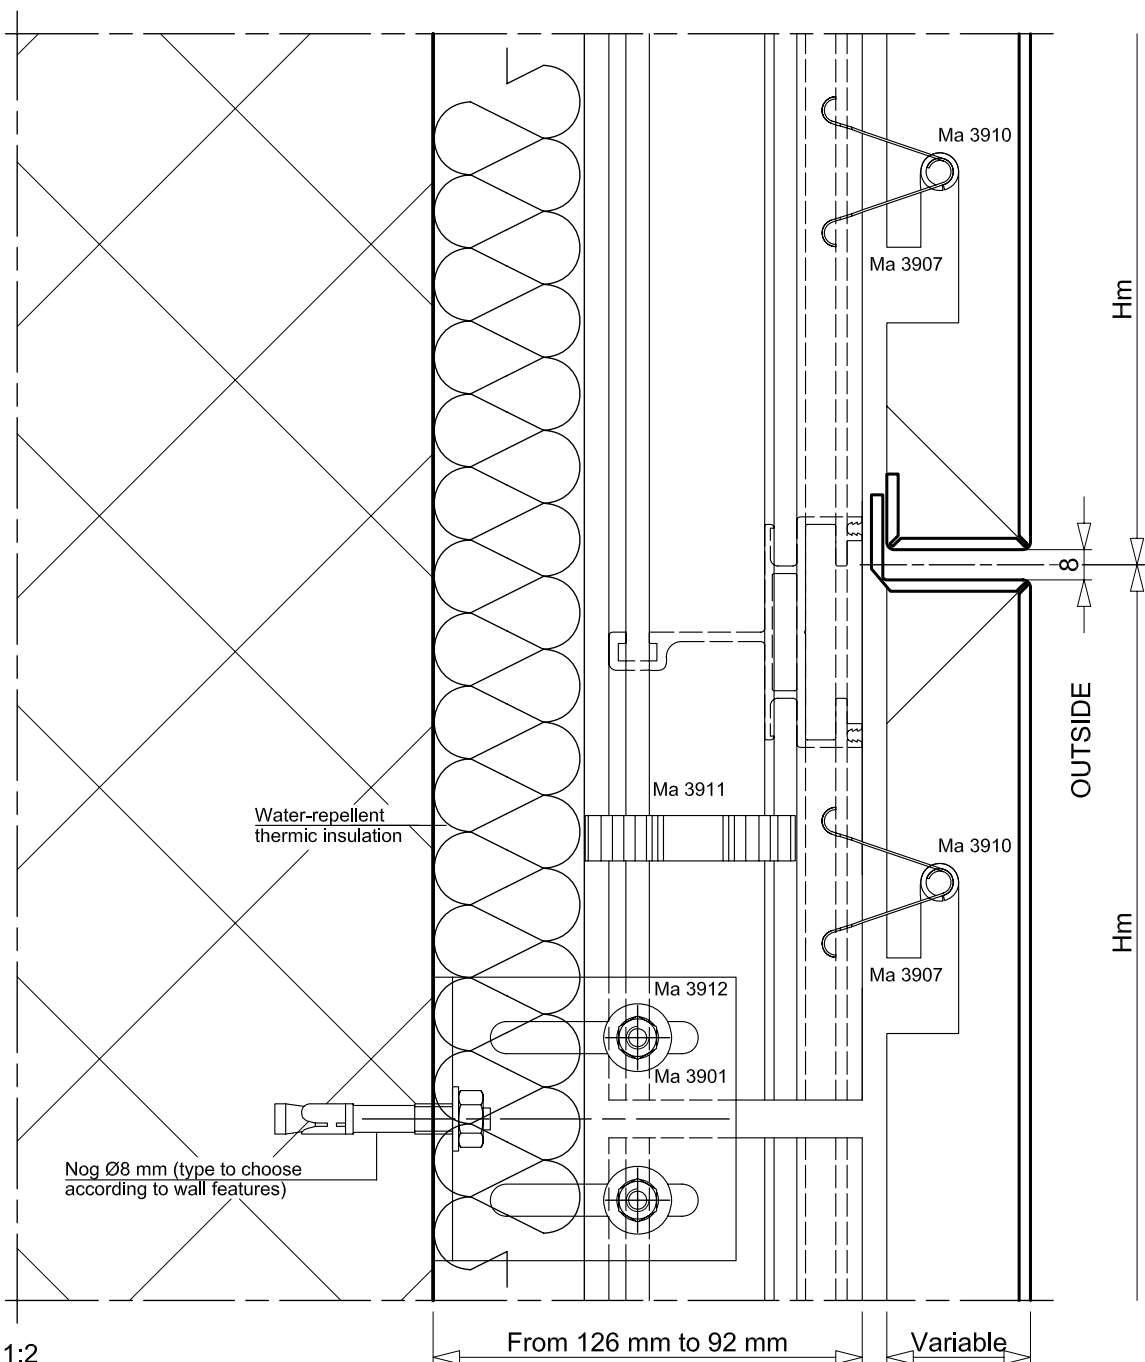 Ma 3910
Ma 3907
Hm
8
OUTSIDE
Ma 3911
Water-repellent
thermic insulation
Ma 3910
Hm
Ma 3907
Ma 3912
Ma 3901
Nog Ø8 mm (type to choose
according to wall features)
From 126 mm to 92 mm
Variable
1:2